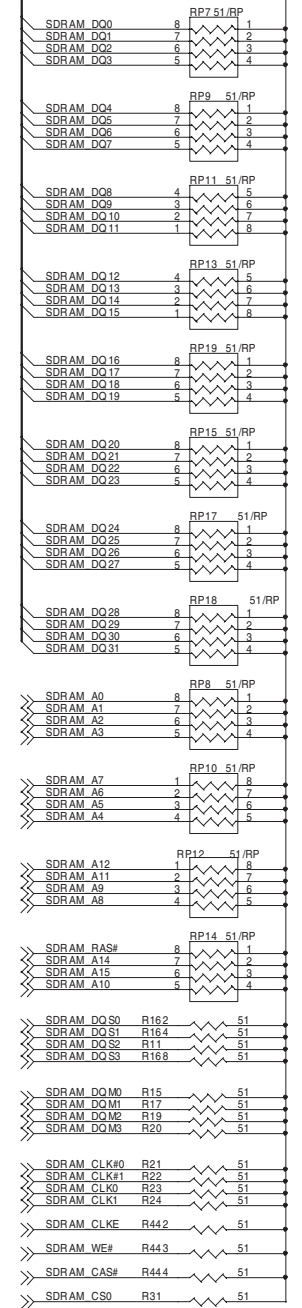 RP7 51/RP
SDRAM_DQ0 8 1
SDRAM_DQ1 7 2
SDRAM_DQ2 6 3
SDRAM_DQ3 5 4
RP9 51/RP
SDRAM_DQ4 8 1
SDRAM_DQ5 7 2
SDRAM_DQ6 6 3
SDRAM_DQ7 5 4
RP11 51/RP
SDRAM_DQ8 4 5
SDRAM_DQ9 3 6
SDRAM_DQ10 2 7
SDRAM_DQ11 1 8
RP13 51/RP
SDRAM_DQ12 4 5
SDRAM_DQ13 3 6
SDRAM_DQ14 2 7
SDRAM_DQ15 1 8
RP19 51/RP
SDRAM_DQ16 8 1
SDRAM_DQ17 7 2
SDRAM_DQ18 6 3
SDRAM_DQ19 5 4
RP15 51/RP
SDRAM_DQ20 8 1
SDRAM_DQ21 7 2
SDRAM_DQ22 6 3
SDRAM_DQ23 5 4
RP17 51/RP
SDRAM_DQ24 8 1
SDRAM_DQ25 7 2
SDRAM_DQ26 6 3
SDRAM_DQ27 5 4
RP18 51/RP
SDRAM_DQ28 8 1
SDRAM_DQ29 7 2
SDRAM_DQ30 6 3
SDRAM_DQ31 5 4
RP8 51/RP
SDRAM_A0 8 1
SDRAM_A1 7 2
SDRAM_A2 6 3
SDRAM_A3 5 4
RP10 51/RP
SDRAM_A7 1 8
SDRAM_A6 2 7
SDRAM_A5 3 6
SDRAM_A4 4 5
RP12 51/RP
SDRAM_A12 1 8
SDRAM_A11 2 7
SDRAM_A9 3 6
SDRAM_A8 4 5
RP14 51/RP
SDRAM_RAS# 8 1
SDRAM_A14 7 2
SDRAM_A15 6 3
SDRAM_A10 5 4
SDRAM_DQS0 R162 51
SDRAM_DQS1 R164 51
SDRAM_DQS2 R11 51
SDRAM_DQS3 R168 51
SDRAM_DQM0 R15 51
SDRAM_DQM1 R17 51
SDRAM_DQM2 R19 51
SDRAM_DQM3 R20 51
SDRAM_CLK#0 R21 51
SDRAM_CLK#1 R22 51
SDRAM_CLK0 R23 51
SDRAM_CLK1 R24 51
SDRAM_CLKE R442 51
SDRAM_WE# R443 51
SDRAM_CAS# R444 51
SDRAM_CS0 R31 51